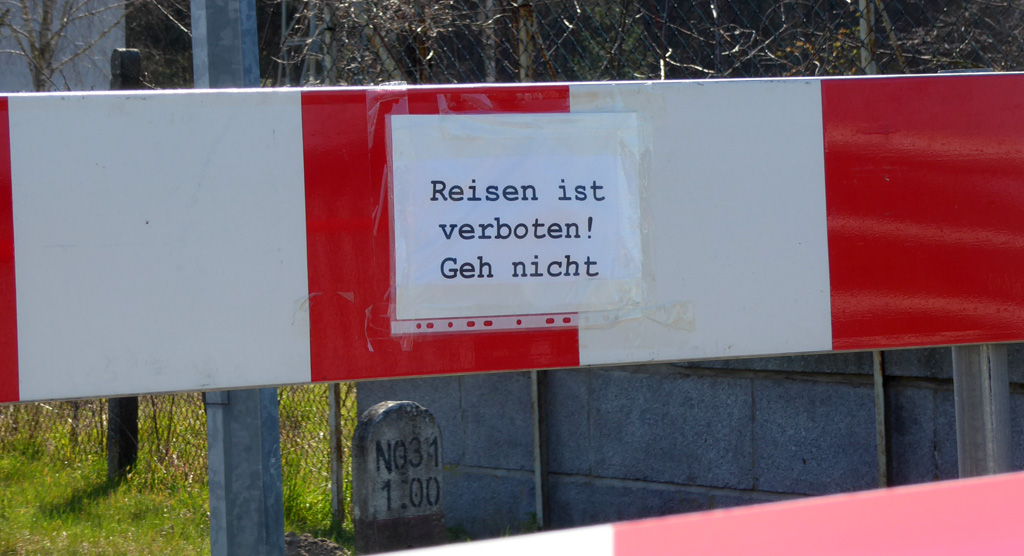 Reisen ist
verboten!
Geh nicht
NO31
1.00